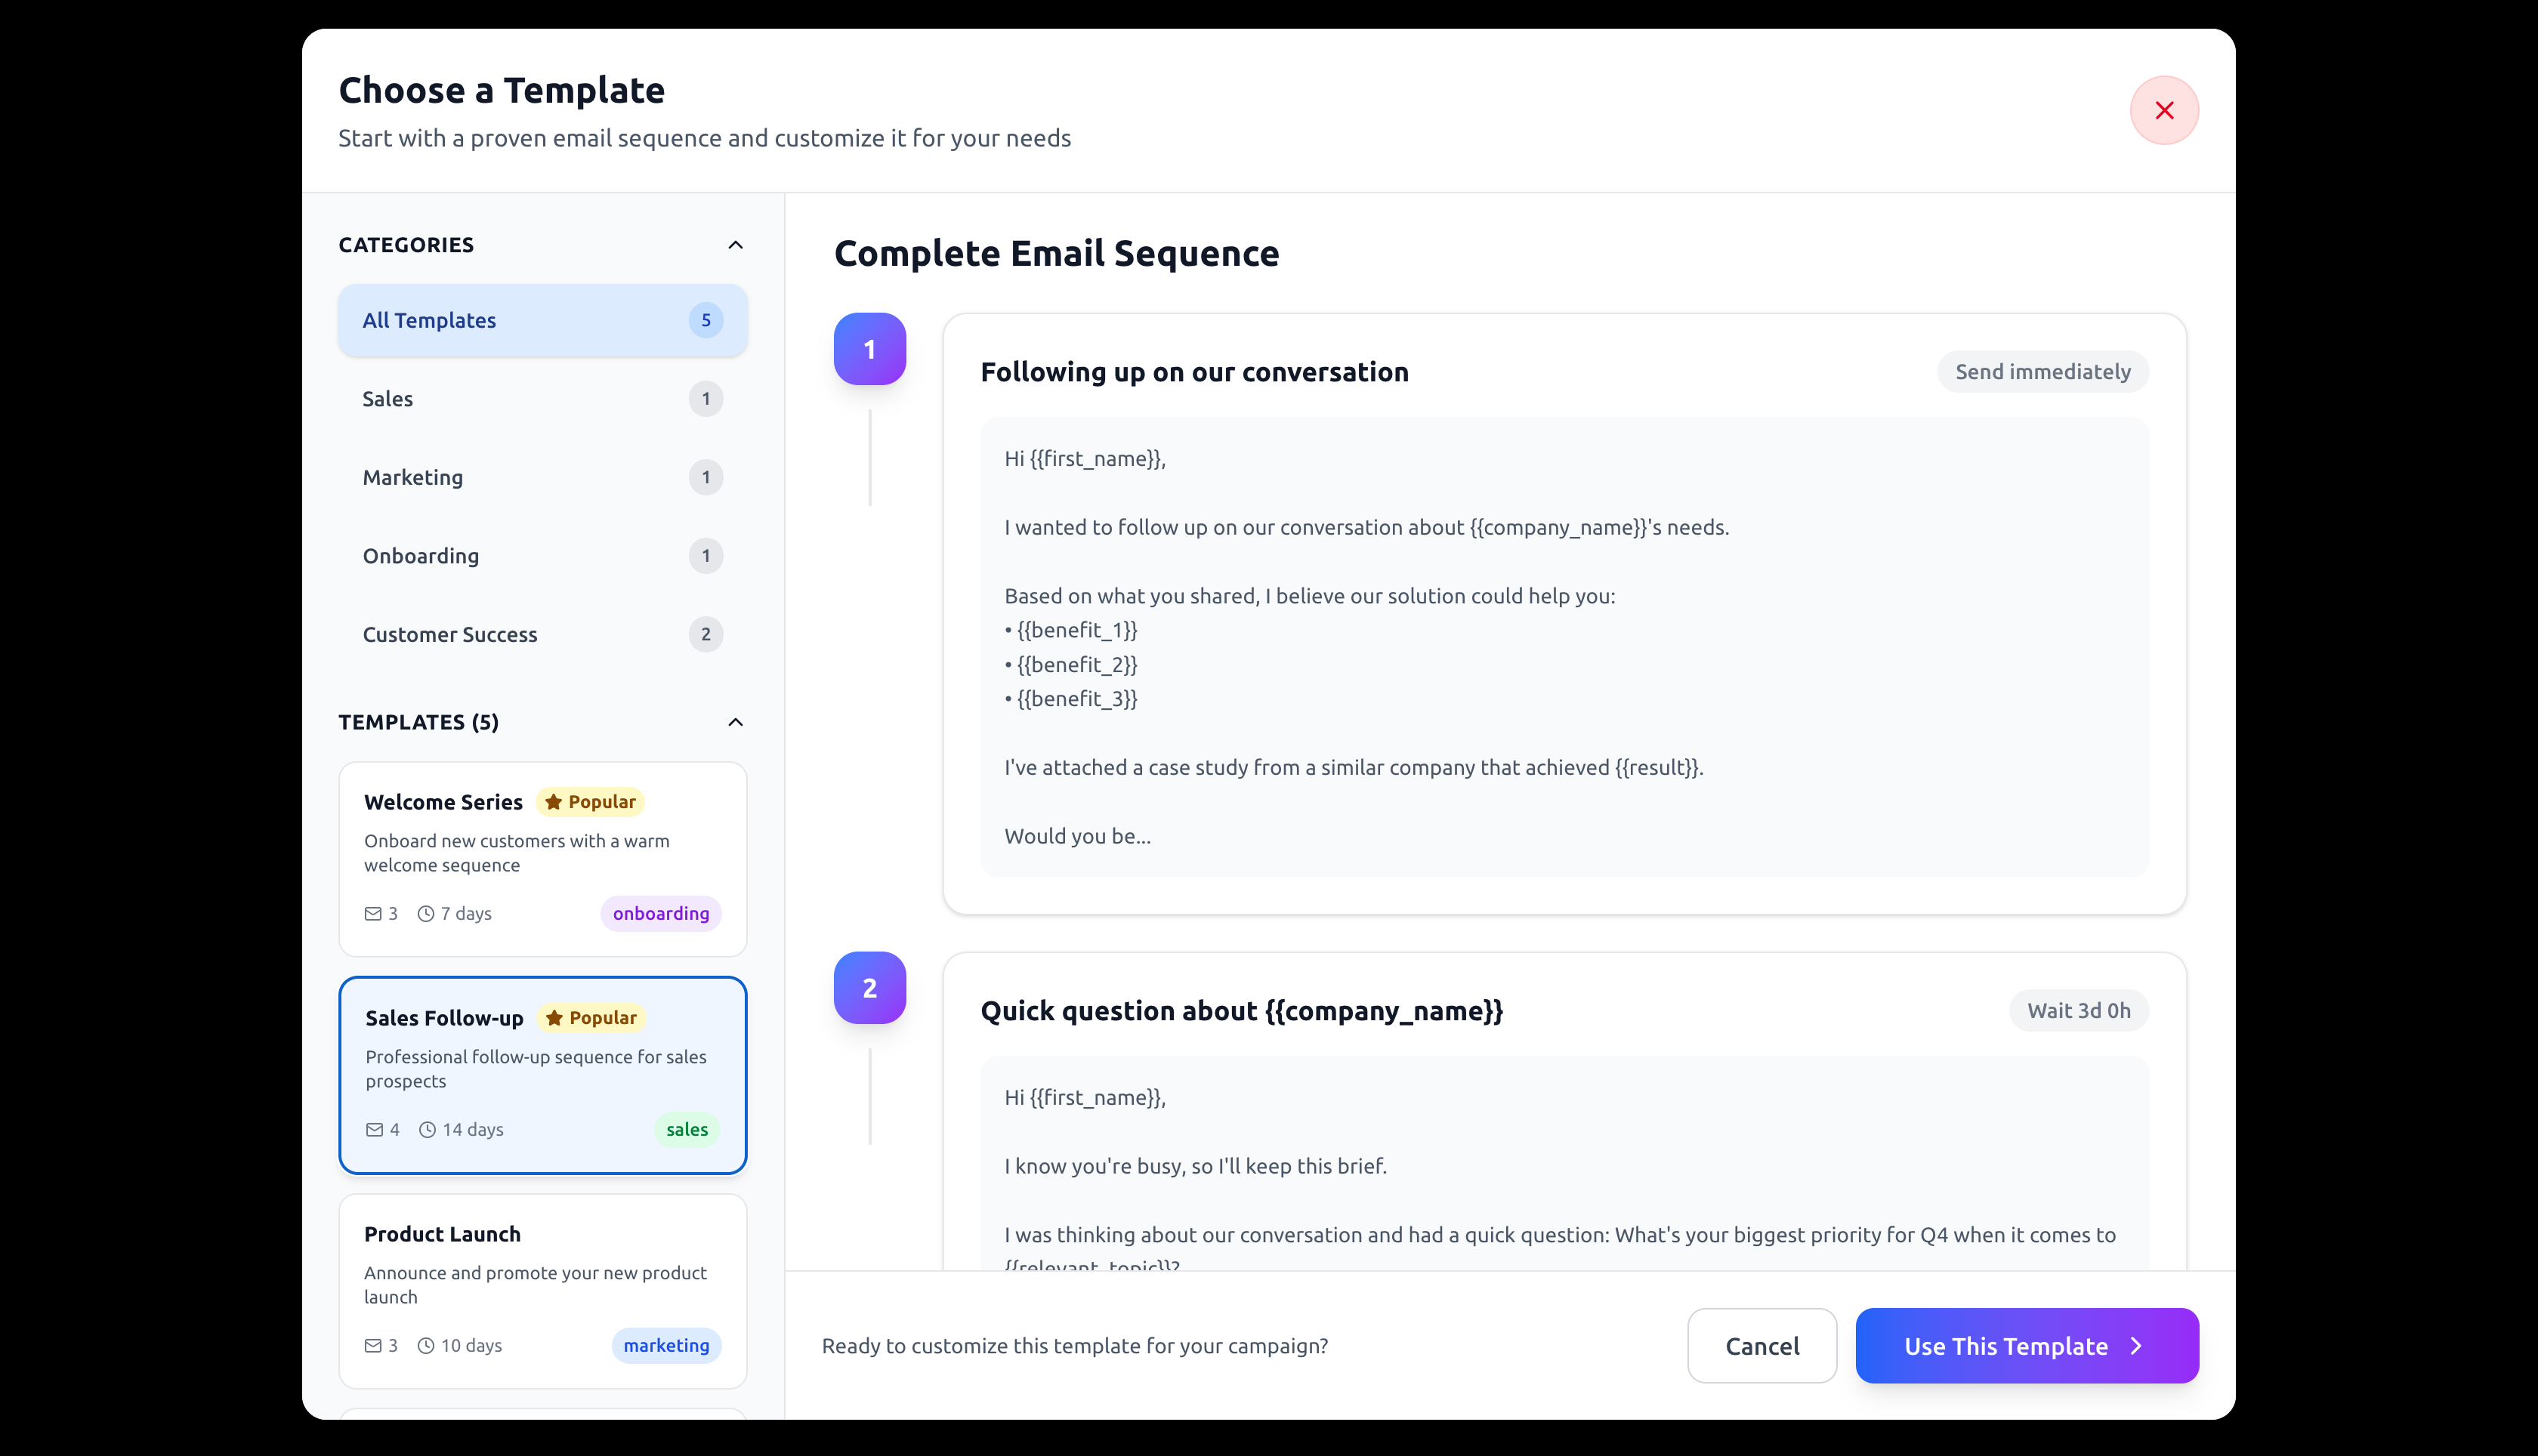 Choose a Template
Start with a proven email sequence and customize it for your needs
CATEGORIES
All Templates 5
Sales 1
Marketing 1
Onboarding 1
Customer Success 2
TEMPLATES (5)
Welcome Series Popular
Onboard new customers with a warm
welcome sequence
3 7 days onboarding
Sales Follow-up Popular
Professional follow-up sequence for sales
prospects
4 14 days sales
Product Launch
Announce and promote your new product
launch
3 10 days marketing
Complete Email Sequence
1
Following up on our conversation Send immediately
Hi {{first_name}},
I wanted to follow up on our conversation about {{company_name}}'s needs.
Based on what you shared, I believe our solution could help you:
• {{benefit_1}}
• {{benefit_2}}
• {{benefit_3}}
I've attached a case study from a similar company that achieved {{result}}.
Would you be...
2
Quick question about {{company_name}} Wait 3d 0h
Hi {{first_name}},
I know you're busy, so I'll keep this brief.
I was thinking about our conversation and had a quick question: What's your biggest priority for Q4 when it comes to
{{relevant_topic}}?
Ready to customize this template for your campaign?
Cancel
Use This Template